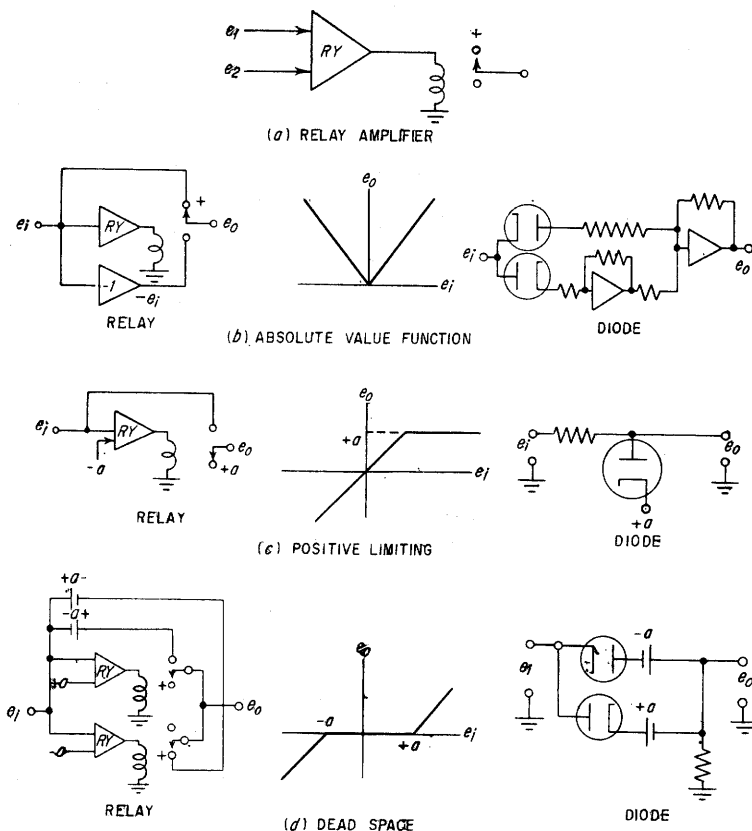 e1
e2
RY
+
(a) RELAY AMPLIFIER
ei
RY
-1
-ei
+
eo
RELAY
eo
ei
ei
eo
DIODE
(b) ABSOLUTE VALUE FUNCTION
ei
RY
-a
eo
+a
RELAY
eo
+a
ei
ei
eo
+a
DIODE
(c) POSITIVE LIMITING
+a-
-a+
RY
+a
+
ei
RY
-a
+
eo
RELAY
eo
-a
+a
ei
-a
ei
+a
eo
DIODE
(d) DEAD SPACE